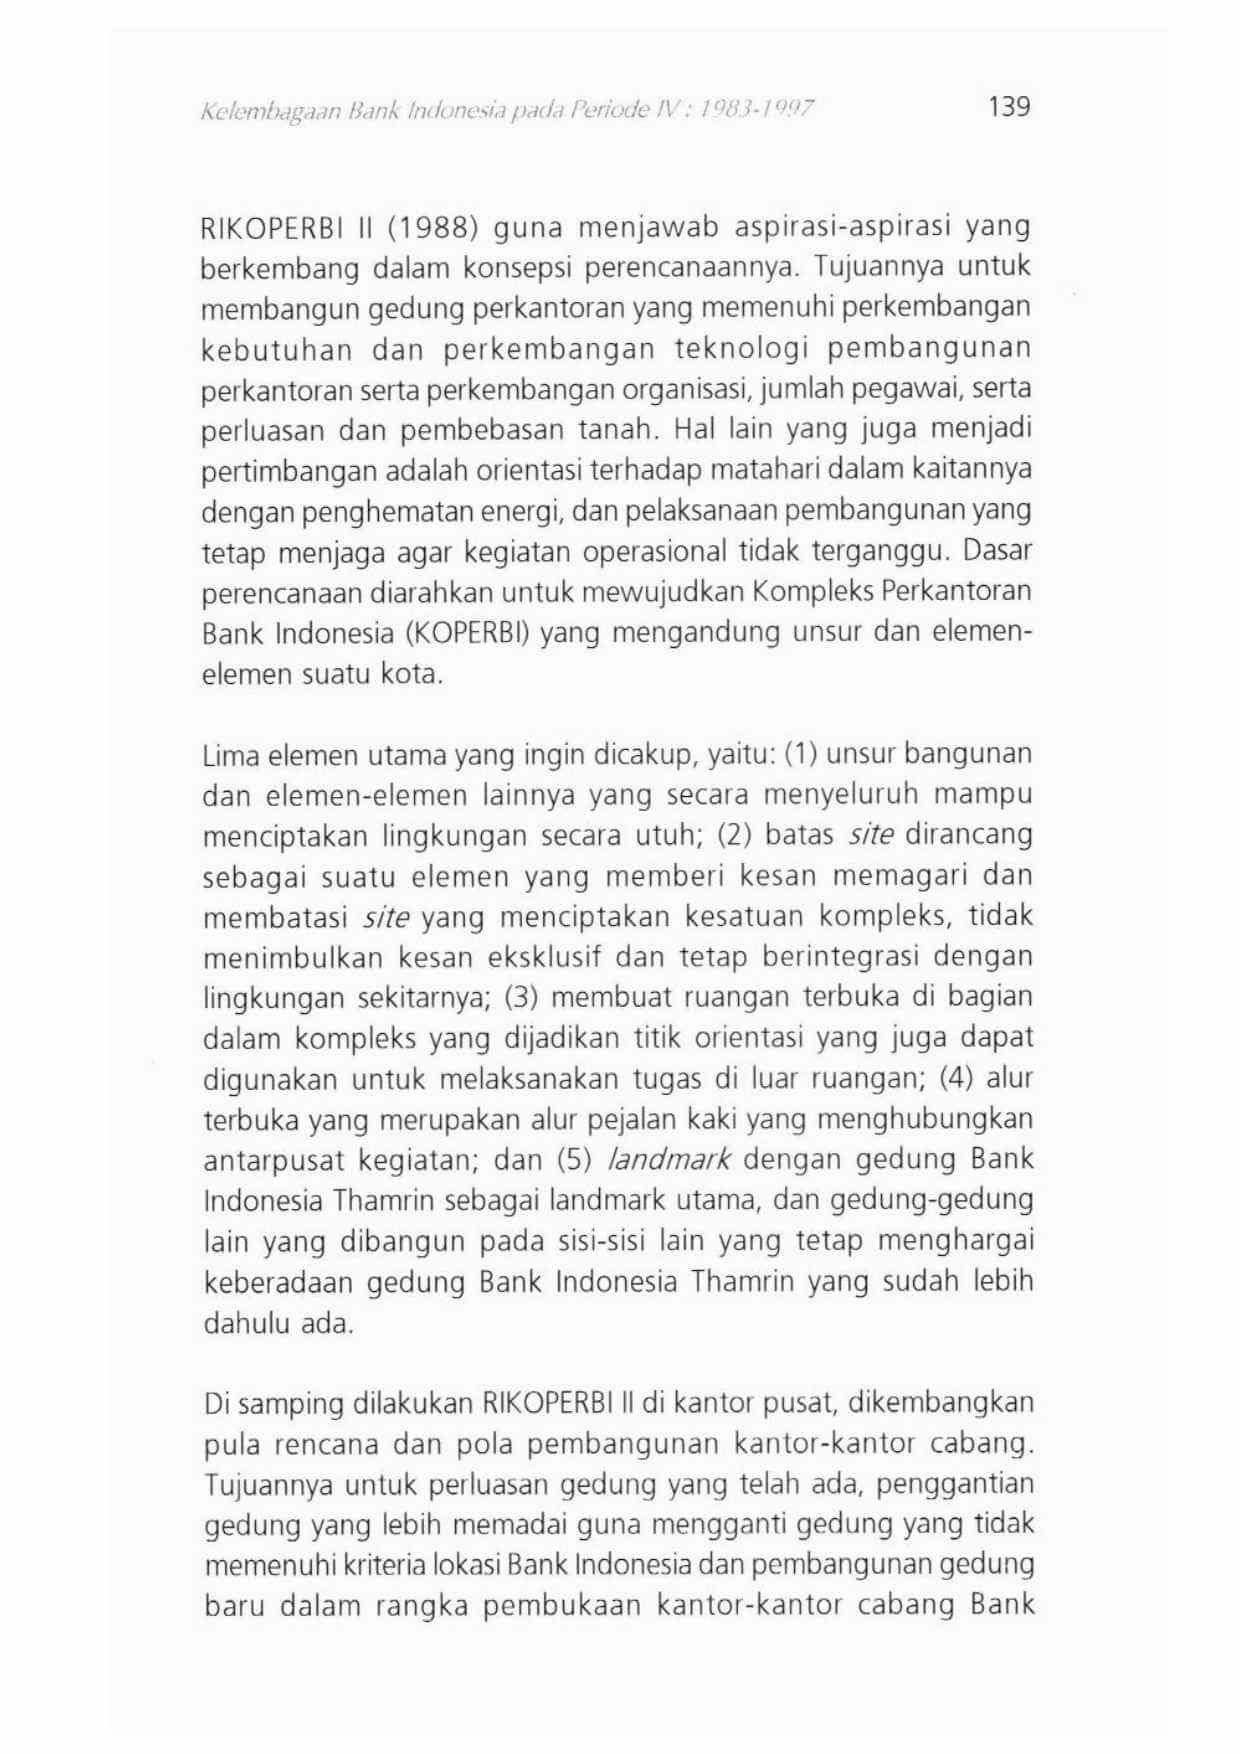 Kelembagaan Bank Indonesia pada Periode IV : 1983-1997 139
RIKOPERBI II (1988) guna menjawab aspirasi-aspirasi yang
berkembang dalam konsepsi perencanaannya. Tujuannya untuk
membangun gedung perkantoran yang memenuhi perkembangan
kebutuhan dan perkembangan teknologi pembangunan
perkantoran serta perkembangan organisasi, jumlah pegawai, serta
perluasan dan pembebasan tanah. Hal lain yang juga menjadi
pertimbangan adalah orientasi terhadap matahari dalam kaitannya
dengan penghematan energi, dan pelaksanaan pembangunan yang
tetap menjaga agar kegiatan operasional tidak terganggu. Dasar
perencanaan diarahkan untuk mewujudkan Kompleks Perkantoran
Bank Indonesia (KOPERBI) yang mengandung unsur dan elemen-
elemen suatu kota.
Lima elemen utama yang ingin dicakup, yaitu: (1) unsur bangunan
dan elemen-elemen lainnya yang secara menyeluruh mampu
menciptakan lingkungan secara utuh; (2) batas site dirancang
sebagai suatu elemen yang memberi kesan memagari dan
membatasi site yang menciptakan kesatuan kompleks, tidak
menimbulkan kesan eksklusif dan tetap berintegrasi dengan
lingkungan sekitarnya; (3) membuat ruangan terbuka di bagian
dalam kompleks yang dijadikan titik orientasi yang juga dapat
digunakan untuk melaksanakan tugas di luar ruangan; (4) alur
terbuka yang merupakan alur pejalan kaki yang menghubungkan
antarpusat kegiatan; dan (5) landmark dengan gedung Bank
Indonesia Thamrin sebagai landmark utama, dan gedung-gedung
lain yang dibangun pada sisi-sisi lain yang tetap menghargai
keberadaan gedung Bank Indonesia Thamrin yang sudah lebih
dahulu ada.
Di samping dilakukan RIKOPERBI II di kantor pusat, dikembangkan
pula rencana dan pola pembangunan kantor-kantor cabang.
Tujuannya untuk perluasan gedung yang telah ada, penggantian
gedung yang lebih memadai guna mengganti gedung yang tidak
memenuhi kriteria lokasi Bank Indonesia dan pembangunan gedung
baru dalam rangka pembukaan kantor-kantor cabang Bank